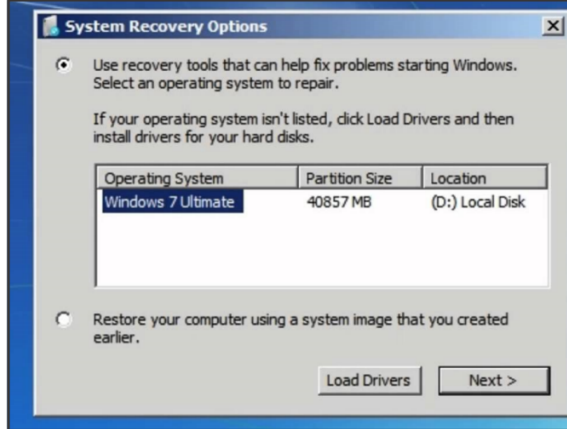 System Recovery Options
Use recovery tools that can help fix problems starting Windows.
Select an operating system to repair.
If your operating system isn't listed, click Load Drivers and then
install drivers for your hard disks.
Operating System Partition Size Location
Windows 7 Ultimate 40857 MB (D:) Local Disk
Restore your computer using a system image that you created
earlier.
Load Drivers Next >